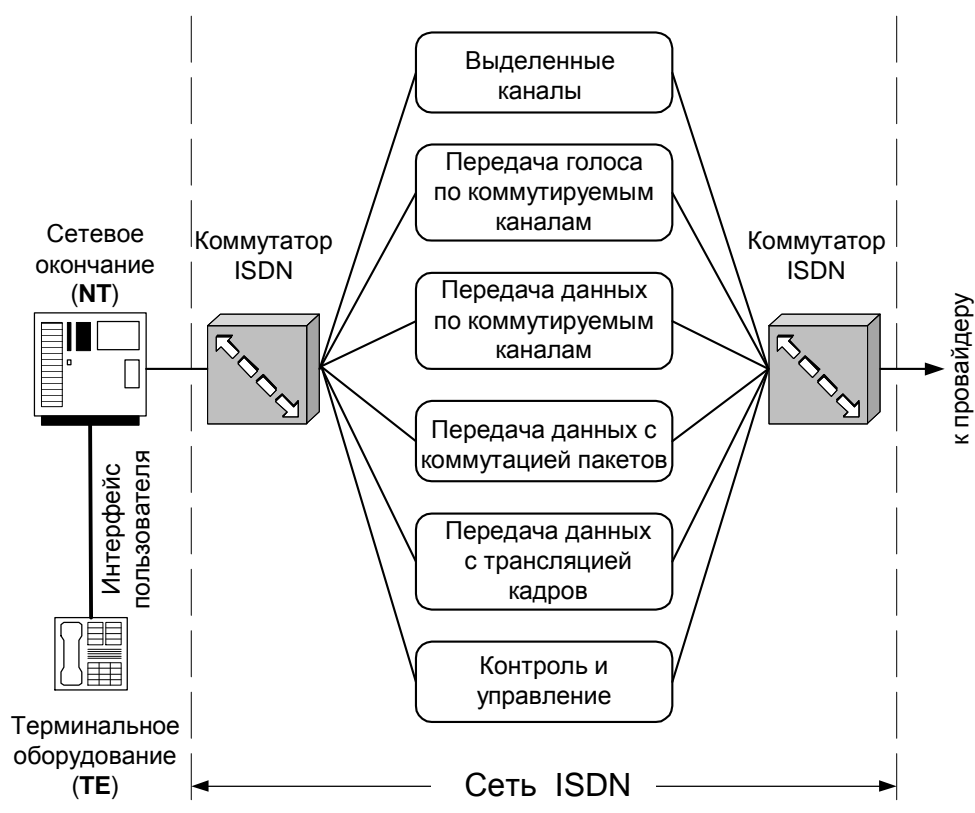 Выделенные
каналы
Передача голоса
по коммутируемым
каналам
Сетевое
окончание
(NT)
Коммутатор
ISDN
Коммутатор
ISDN
Передача данных
по коммутируемым
каналам
к провайдеру
Передача данных с
коммутацией пакетов
Интерфейс
пользователя
Передача данных
с трансляцией
кадров
Контроль и
управление
Терминальное
оборудование
(TE)
Сеть ISDN